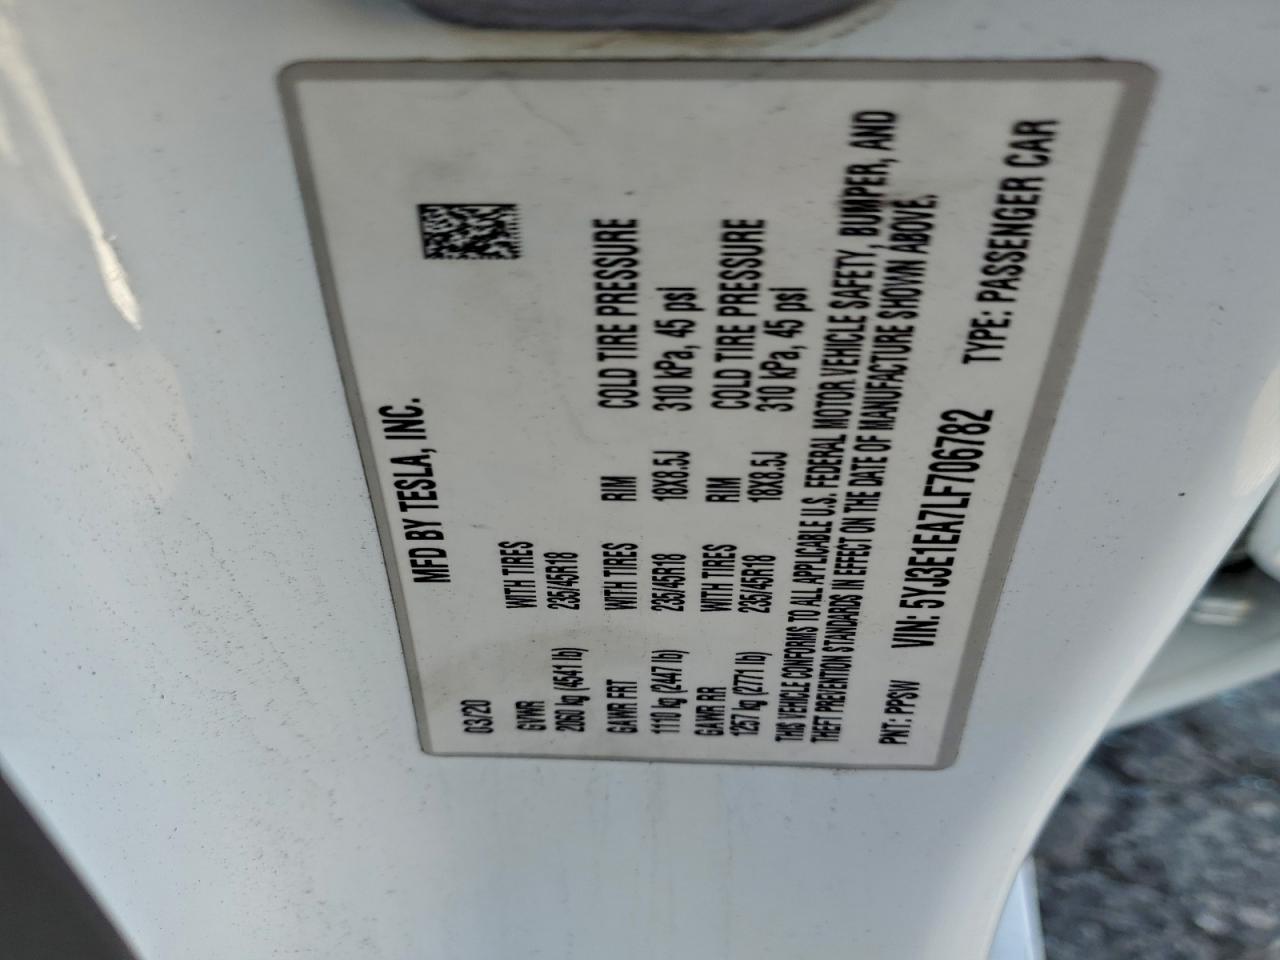 MFD BY TESLA, INC.
03/20
GVWR WITH TIRES
2060 kg (4541 lb) 235/45R18
GAWR FRT WITH TIRES RIM COLD TIRE PRESSURE
1110 kg (2447 lb) 235/45R18 18X8.5J 310 kPa, 45 psi
GAWR RR WITH TIRES RIM COLD TIRE PRESSURE
1257 kg (2771 lb) 235/45R18 18X8.5J 310 kPa, 45 psi
THIS VEHICLE CONFORMS TO ALL APPLICABLE U.S. FEDERAL MOTOR VEHICLE SAFETY, BUMPER, AND
THEFT PREVENTION STANDARDS IN EFFECT ON THE DATE OF MANUFACTURE SHOWN ABOVE.
PNT: PPSW VIN: 5YJ3E1EA7LF706782 TYPE: PASSENGER CAR